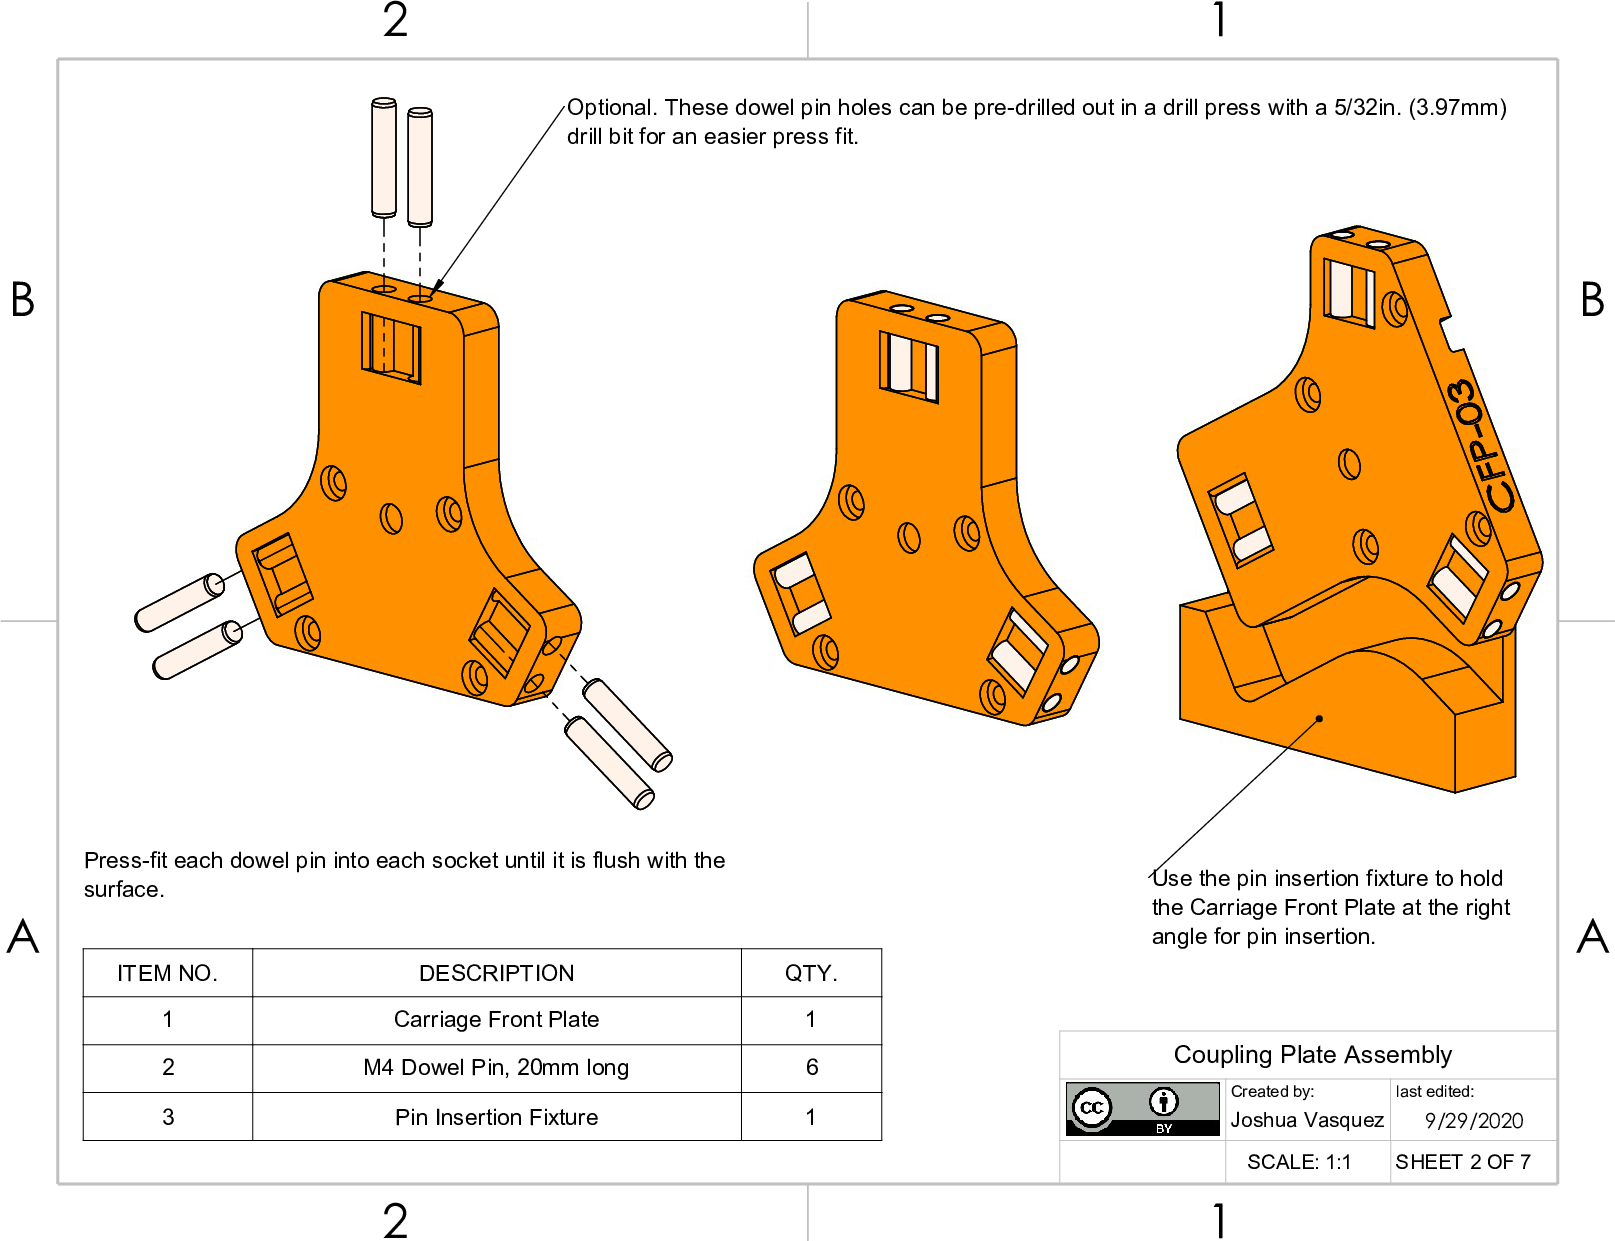 2
1
Optional. These dowel pin holes can be pre-drilled out in a drill press with a 5/32in. (3.97mm)
drill bit for an easier press fit.
B
B
CFP-03
Press-fit each dowel pin into each socket until it is flush with the
surface.
Use the pin insertion fixture to hold
the Carriage Front Plate at the right
angle for pin insertion.
A
A
ITEM NO. DESCRIPTION QTY.
1 Carriage Front Plate 1
2 M4 Dowel Pin, 20mm long 6
3 Pin Insertion Fixture 1
Coupling Plate Assembly
cc BY
Created by: last edited:
Joshua Vasquez 9/29/2020
SCALE: 1:1 SHEET 2 OF 7
2
1